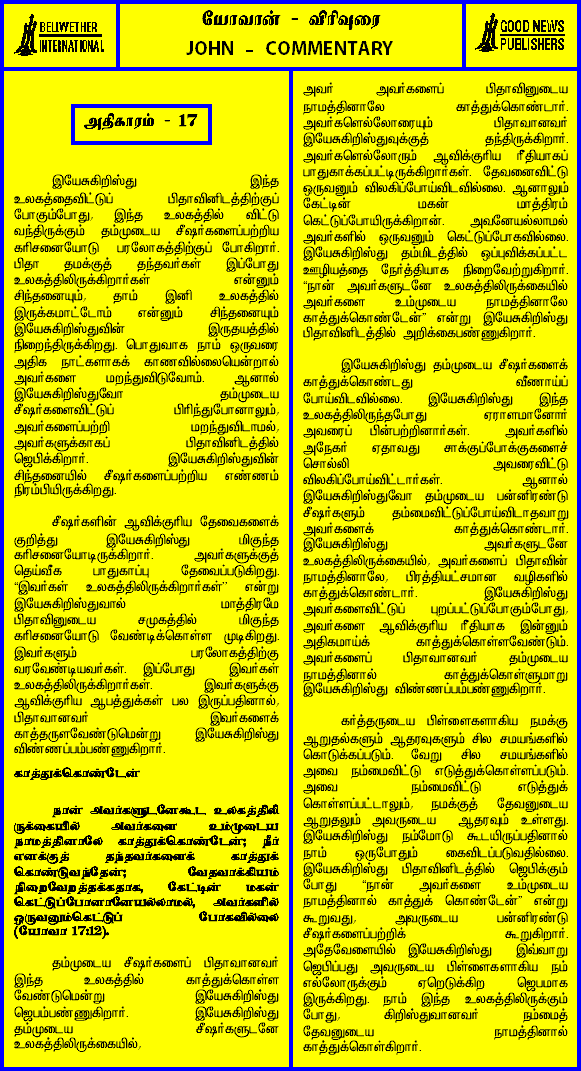 BELIWETHER
INTERNATIONAL
யோவான் - விரிவுரை
JOHN - COMMENTARY
GOOD NEWS
PUBLISHERS
அதிகாரம் - 17
இயேசுகிறிஸ்து இந்த
உலகத்தைவிட்டுப் பிதாவினிடத்திற்குப்
போகும்போது, இந்த உலகத்தில் விட்டு
வந்திருக்கும் தம்முடைய சீஷர்களைப்பற்றிய
கரிசனையோடு பரலோகத்திற்குப் போகிறார்.
பிதா தமக்குத் தந்தவர்கள் இப்போது
உலகத்திலிருக்கிறார்கள் என்னும்
சிந்தனையும், தாம் இனி உலகத்தில்
இருக்கமாட்டோம் என்னும் சிந்தனையும்
இயேசுகிறிஸ்துவின் இருதயத்தில்
நிறைந்திருக்கிறது. பொதுவாக நாம் ஒருவரை
அதிக நாட்களாகக் காணவில்லையென்றால்
அவர்களை மறந்துவிடுவோம். ஆனால்
இயேசுகிறிஸ்துவோ தம்முடைய
சீஷர்களைவிட்டுப் பிரிந்துபோனாலும்,
அவர்களைப்பற்றி மறந்துவிடாமல்,
அவர்களுக்காகப் பிதாவினிடத்தில்
ஜெபிக்கிறார். இயேசுகிறிஸ்துவின்
சிந்தனையில் சீஷர்களைப்பற்றிய எண்ணம்
நிரம்பியிருக்கிறது.
சீஷர்களின் ஆவிக்குரிய தேவைகளைக்
குறித்து இயேசுகிறிஸ்து மிகுந்த
கரிசனையோடிருக்கிறார். அவர்களுக்குத்
தெய்வீக பாதுகாப்பு தேவைப்படுகிறது.
“இவர்கள் உலகத்திலிருக்கிறார்கள்” என்று
இயேசுகிறிஸ்துவால் மாத்திரமே
பிதாவினுடைய சமுகத்தில் மிகுந்த
கரிசனையோடு வேண்டிக்கொள்ள முடிகிறது.
இவர்களும் பரலோகத்திற்கு
வரவேண்டியவர்கள். இப்போது இவர்கள்
உலகத்திலிருக்கிறார்கள். இவர்களுக்கு
ஆவிக்குரிய ஆபத்துக்கள் பல இருப்பதினால்,
பிதாவானவர் இவர்களைக்
காத்தருளவேண்டுமென்று இயேசுகிறிஸ்து
விண்ணப்பம்பண்ணுகிறார்.
காத்துக்கொண்டேன்
நான் அவர்களுடனேகூட உலகத்திலி
ருக்கையில் அவர்களை உம்முடைய
நாமத்தினாலே காத்துக்கொண்டேன்; நீர்
எனக்குத் தந்தவர்களைக் காத்துக்
கொண்டுவந்தேன்; வேதவாக்கியம்
நிறைவேறத்தக்கதாக, கேட்டின் மகன்
கெட்டுப்போனானேயல்லாமல், அவர்களில்
ஒருவனும்கெட்டுப் போகவில்லை
(யோவா 17:12).
தம்முடைய சீஷர்களைப் பிதாவானவர்
இந்த உலகத்தில் காத்துக்கொள்ள
வேண்டுமென்று இயேசுகிறிஸ்து
ஜெபம்பண்ணுகிறார். இயேசுகிறிஸ்து
தம்முடைய சீஷர்களுடனே
உலகத்திலிருக்கையில்,
அவர் அவர்களைப் பிதாவினுடைய
நாமத்தினாலே காத்துக்கொண்டார்.
அவர்களெல்லோரையும் பிதாவானவர்
இயேசுகிறிஸ்துவுக்குத் தந்திருக்கிறார்.
அவர்களெல்லோரும் ஆவிக்குரிய ரீதியாகப்
பாதுகாக்கப்பட்டிருக்கிறார்கள். தேவனைவிட்டு
ஒருவனும் விலகிப்போய்விடவில்லை. ஆனாலும்
கேட்டின் மகன் மாத்திரம்
கெட்டுப்போயிருக்கிறான். அவனேயல்லாமல்
அவர்களில் ஒருவனும் கெட்டுப்போகவில்லை.
இயேசுகிறிஸ்து தம்மிடத்தில் ஒப்புவிக்கப்பட்ட
ஊழியத்தை நேர்த்தியாக நிறைவேற்றுகிறார்.
“நான் அவர்களுடனே உலகத்திலிருக்கையில்
அவர்களை உம்முடைய நாமத்தினாலே
காத்துக்கொண்டேன்” என்று இயேசுகிறிஸ்து
பிதாவினிடத்தில் அறிக்கைபண்ணுகிறார்.
இயேசுகிறிஸ்து தம்முடைய சீஷர்களைக்
காத்துக்கொண்டது வீணாய்ப்
போய்விடவில்லை. இயேசுகிறிஸ்து இந்த
உலகத்திலிருந்தபோது ஏராளமானோர்
அவரைப் பின்பற்றினார்கள். அவர்களில்
அநேகர் ஏதாவது சாக்குப்போக்குகளைச்
சொல்லி அவரைவிட்டு
விலகிப்போய்விட்டார்கள். ஆனால்
இயேசுகிறிஸ்துவோ தம்முடைய பன்னிரண்டு
சீஷர்களும் தம்மைவிட்டுப்போய்விடாதவாறு
அவர்களைக் காத்துக்கொண்டார்.
இயேசுகிறிஸ்து அவர்களுடனே
உலகத்திலிருக்கையில், அவர்களைப் பிதாவின்
நாமத்தினாலே, பிரத்தியட்சமான வழிகளில்
காத்துக்கொண்டார். இயேசுகிறிஸ்து
அவர்களைவிட்டுப் புறப்பட்டுப்போகும்போது,
அவர்களை ஆவிக்குரிய ரீதியாக இன்னும்
அதிகமாய்க் காத்துக்கொள்ளவேண்டும்.
அவர்களைப் பிதாவானவர் தம்முடைய
நாமத்தினால் காத்துக்கொள்ளுமாறு
இயேசுகிறிஸ்து விண்ணப்பம்பண்ணுகிறார்.
கர்த்தருடைய பிள்ளைகளாகிய நமக்கு
ஆறுதல்களும் ஆதரவுகளும் சில சமயங்களில்
கொடுக்கப்படும். வேறு சில சமயங்களில்
அவை நம்மைவிட்டு எடுத்துக்கொள்ளப்படும்.
அவை நம்மைவிட்டு எடுத்துக்
கொள்ளப்பட்டாலும், நமக்குத் தேவனுடைய
ஆறுதலும் அவருடைய ஆதரவும் உள்ளது.
இயேசுகிறிஸ்து நம்மோடு கூடயிருப்பதினால்
நாம் ஒருபோதும் கைவிடப்படுவதில்லை.
இயேசுகிறிஸ்து பிதாவினிடத்தில் ஜெபிக்கும்
போது “நான் அவர்களை உம்முடைய
நாமத்தினால் காத்துக் கொண்டேன்” என்று
கூறுவது, அவருடைய பன்னிரண்டு
சீஷர்களைப்பற்றிக் கூறுகிறார்.
அதேவேளையில் இயேசுகிறிஸ்து இவ்வாறு
ஜெபிப்பது அவருடைய பிள்ளைகளாகிய நம்
எல்லோருக்கும் ஏறெடுக்கிற ஜெபமாக
இருக்கிறது. நாம் இந்த உலகத்திலிருக்கும்
போது, கிறிஸ்துவானவர் நம்மைத்
தேவனுடைய நாமத்தினால்
காத்துக்கொள்கிறார்.